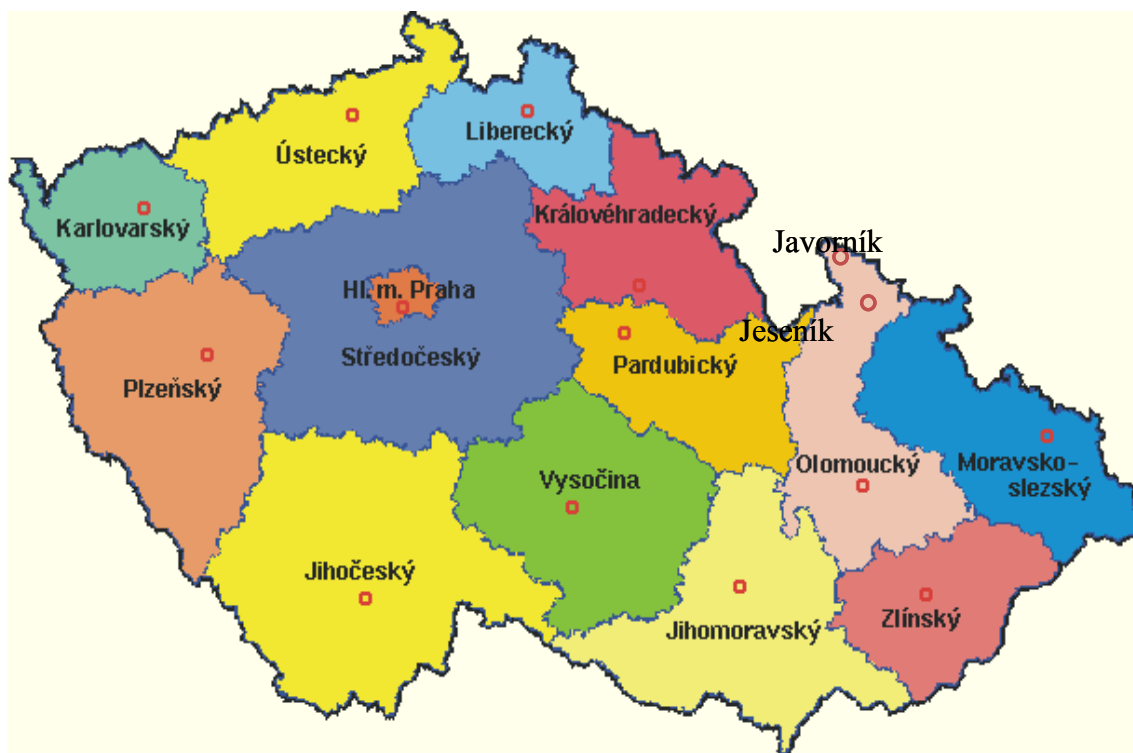 Liberecký
Ústecký
Královéhradecký
Karlovarský
Javorník
Hl. m. Praha
Jeseník
Středočeský
Pardubický
Plzeňský
Olomoucký
Moravsko-
slezský
Vysočina
Jihočeský
Zlínský
Jihomoravský